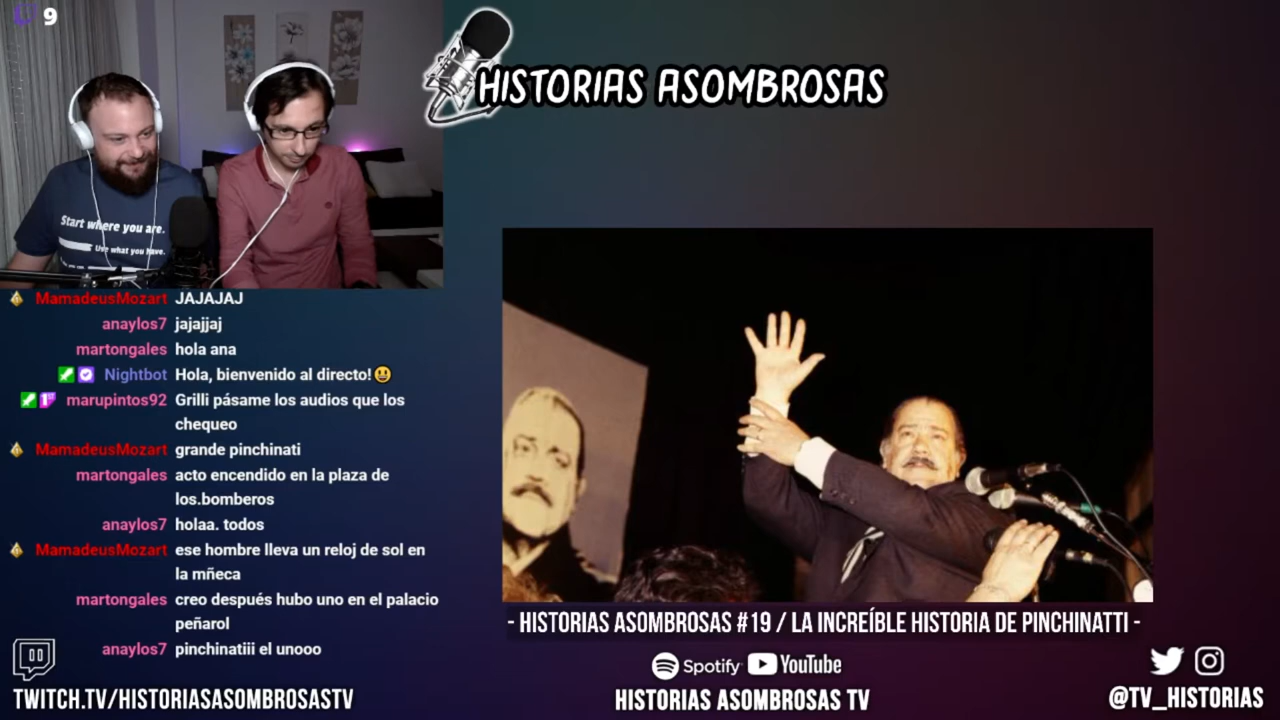 9
HISTORIAS ASOMBROSAS
Start where you are.
Use what you have.
MamadeusMozart JAJAJAJ
anaylos7 jajajjaj
martongales hola ana
Nightbot Hola, bienvenido al directo!😃
marupintos92 Grilli pásame los audios que los
chequeo
MamadeusMozart grande pinchinati
martongales acto encendido en la plaza de
los.bomberos
anaylos7 holaa. todos
MamadeusMozart ese hombre lleva un reloj de sol en
la mñeca
martongales creo después hubo uno en el palacio
peñarol
anaylos7 pinchinatiii el unooo
- HISTORIAS ASOMBROSAS #19 / LA INCREÍBLE HISTORIA DE PINCHINATTI -
Spotify YouTube
TWITCH.TV/HISTORIASASOMBROSASTV
HISTORIAS ASOMBROSAS TV
@TV_HISTORIAS